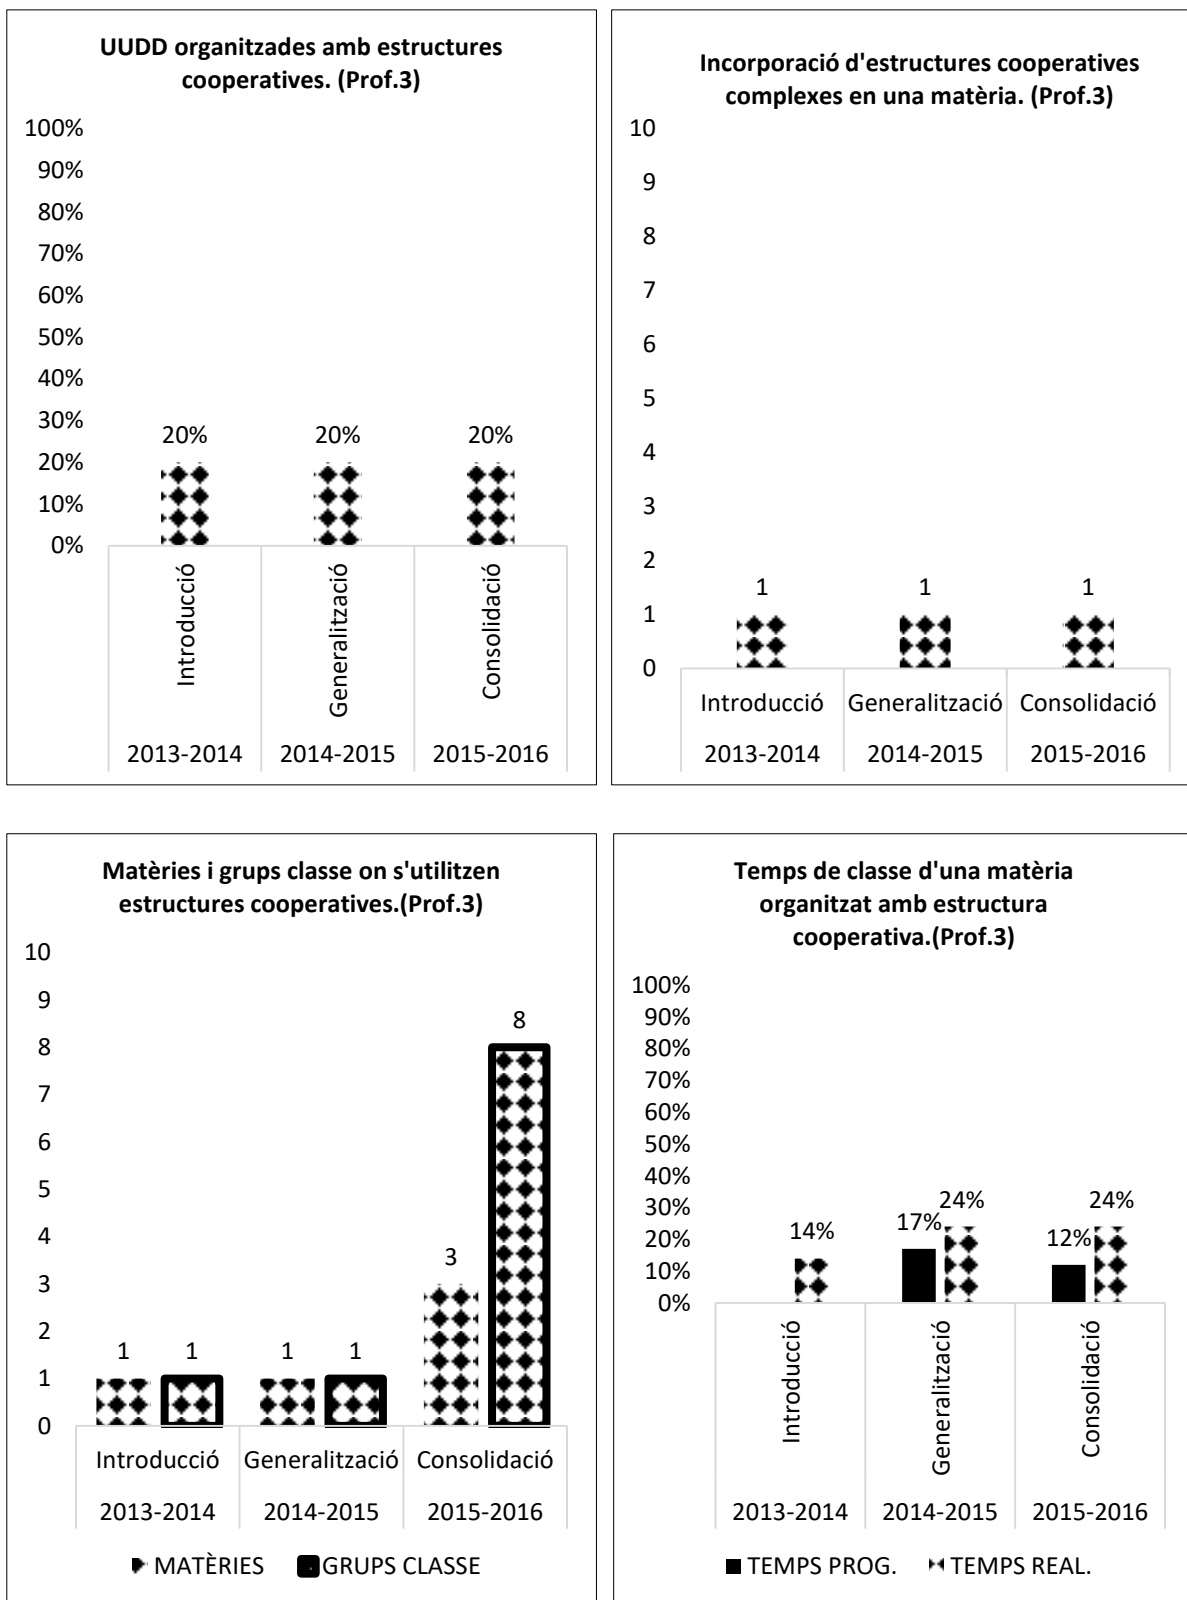 UUDD organitzades amb estructures
cooperatives. (Prof.3)
100%
90%
80%
70%
60%
50%
40%
30%
20%
10%
0%
20%
20%
20%
Introducció
Generalització
Consolidació
2013-2014
2014-2015
2015-2016
Incorporació d'estructures cooperatives
complexes en una matèria. (Prof.3)
10
9
8
7
6
5
4
3
2
1
0
1
1
1
Introducció
Generalització
Consolidació
2013-2014
2014-2015
2015-2016
Matèries i grups classe on s'utilitzen
estructures cooperatives.(Prof.3)
10
9
8
7
6
5
4
3
2
1
0
1
1
1
1
3
8
Introducció
Generalització
Consolidació
2013-2014
2014-2015
2015-2016
MATÈRIES
GRUPS CLASSE
Temps de classe d'una matèria
organitzat amb estructura
cooperativa.(Prof.3)
100%
90%
80%
70%
60%
50%
40%
30%
20%
10%
0%
14%
17%
24%
12%
24%
Introducció
Generalització
Consolidació
2013-2014
2014-2015
2015-2016
TEMPS PROG.
TEMPS REAL.